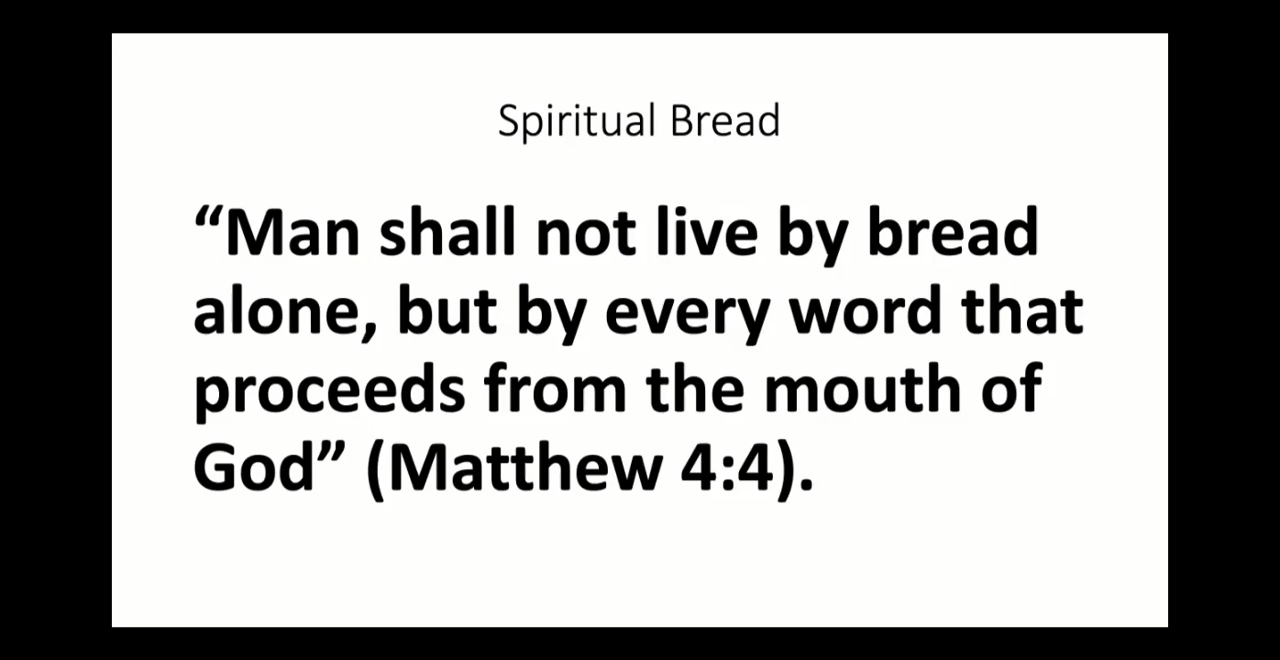 Spiritual Bread
“Man shall not live by bread
alone, but by every word that
proceeds from the mouth of
God” (Matthew 4:4).